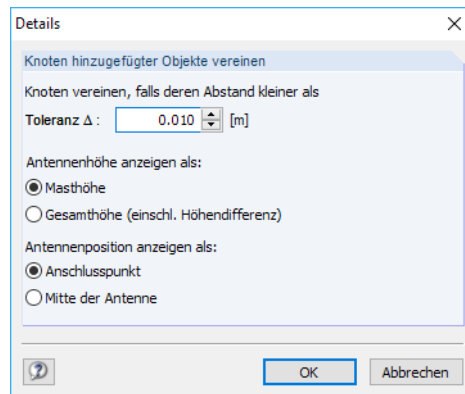 Details
Knoten hinzugefügter Objekte vereinen
Knoten vereinen, falls deren Abstand kleiner als
Toleranz Δ : 0.010 [m]
Antennenhöhe anzeigen als:
Masthöhe
Gesamthöhe (einschl. Höhendifferenz)
Antennenposition anzeigen als:
Anschlusspunkt
Mitte der Antenne
OK Abbrechen